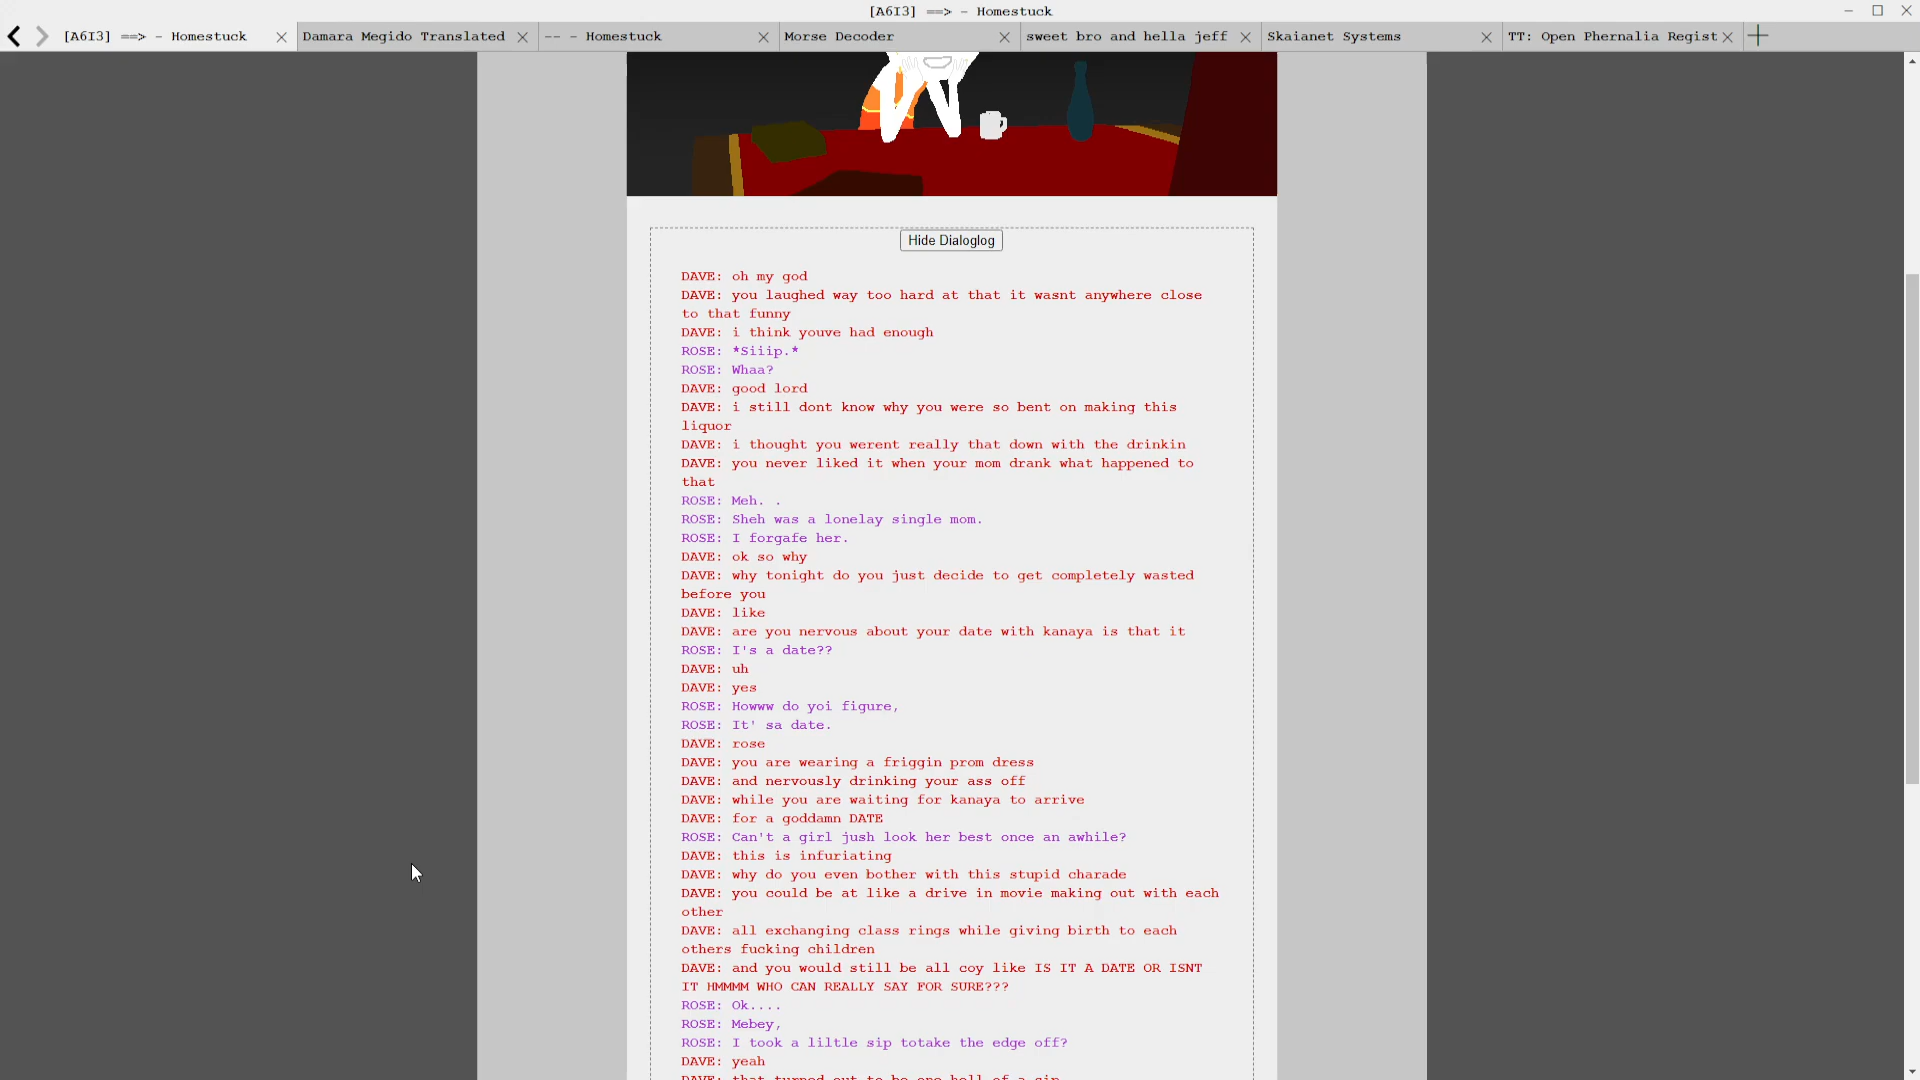 [A6I3] ==> - Homestuck
[A6I3] ==> - Homestuck
Damara Megido Translated
-- - Homestuck
Morse Decoder
sweet bro and hella jeff
Skaianet Systems
TT: Open Phernalia Regist
Hide Dialoglog
DAVE: oh my god
DAVE: you laughed way too hard at that it wasnt anywhere close
to that funny
DAVE: i think youve had enough
ROSE: *Siiip.*
ROSE: Whaa?
DAVE: good lord
DAVE: i still dont know why you were so bent on making this
liquor
DAVE: i thought you werent really that down with the drinkin
DAVE: you never liked it when your mom drank what happened to
that
ROSE: Meh. .
ROSE: Sheh was a lonelay single mom.
ROSE: I forgafe her.
DAVE: ok so why
DAVE: why tonight do you just decide to get completely wasted
before you
DAVE: like
DAVE: are you nervous about your date with kanaya is that it
ROSE: I's a date??
DAVE: uh
DAVE: yes
ROSE: Howww do yoi figure,
ROSE: It' sa date.
DAVE: rose
DAVE: you are wearing a friggin prom dress
DAVE: and nervously drinking your ass off
DAVE: while you are waiting for kanaya to arrive
DAVE: for a goddamn DATE
ROSE: Can't a girl jush look her best once an awhile?
DAVE: this is infuriating
DAVE: why do you even bother with this stupid charade
DAVE: you could be at like a drive in movie making out with each
other
DAVE: all exchanging class rings while giving birth to each
others fucking children
DAVE: and you would still be all coy like IS IT A DATE OR ISNT
IT HMMMM WHO CAN REALLY SAY FOR SURE???
ROSE: Ok....
ROSE: Mebey,
ROSE: I took a liltle sip totake the edge off?
DAVE: yeah
DAVE: that turned out to be one hell of a sip